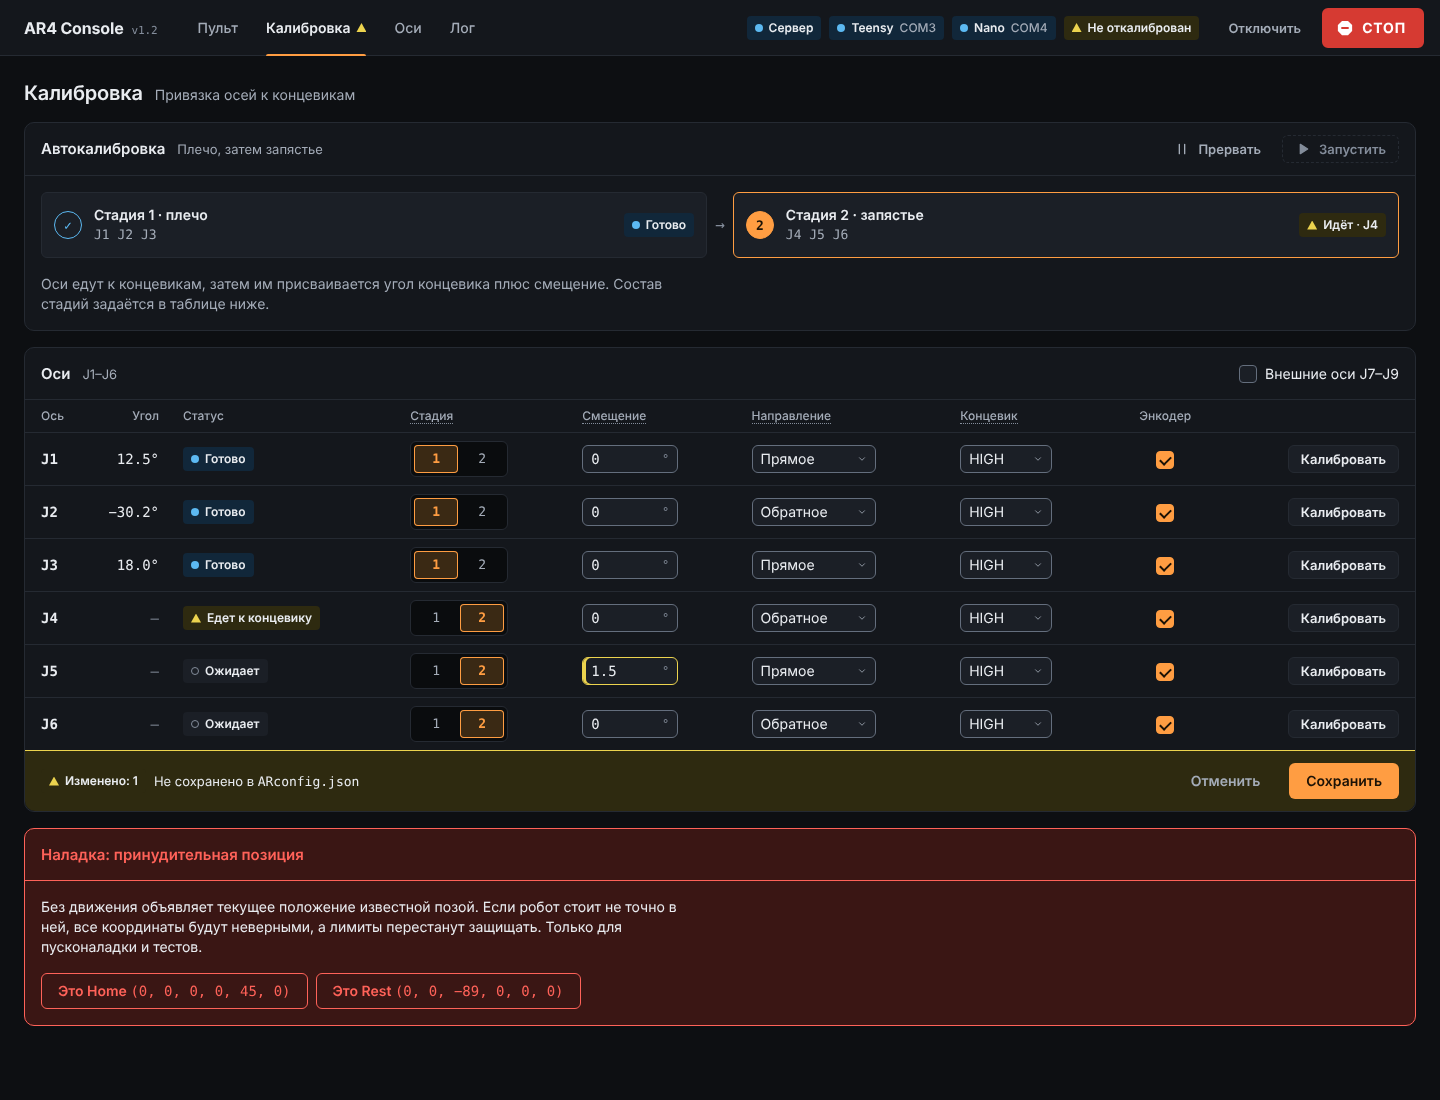 AR4 Console v1.2 Пульт Калибровка Оси Лог Сервер Teensy COM3 Nano COM4 Не откалиброван Отключить СТОП
Калибровка Привязка осей к концевикам
Автокалибровка Плечо, затем запястье Прервать Запустить
Стадия 1 · плечо
J1 J2 J3
Готово
→
2
Стадия 2 · запястье
J4 J5 J6
Идёт · J4
Оси едут к концевикам, затем им присваивается угол концевика плюс смещение. Состав
стадий задаётся в таблице ниже.
Оси J1–J6 Внешние оси J7–J9
Ось Угол Статус Стадия Смещение Направление Концевик Энкодер
J1 12.5° Готово 1 2 0 ° Прямое HIGH Калибровать
J2 −30.2° Готово 1 2 0 ° Обратное HIGH Калибровать
J3 18.0° Готово 1 2 0 ° Прямое HIGH Калибровать
J4 — Едет к концевику 1 2 0 ° Обратное HIGH Калибровать
J5 — Ожидает 1 2 1.5 ° Прямое HIGH Калибровать
J6 — Ожидает 1 2 0 ° Обратное HIGH Калибровать
Изменено: 1 Не сохранено в ARconfig.json Отменить Сохранить
Наладка: принудительная позиция
Без движения объявляет текущее положение известной позой. Если робот стоит не точно в
ней, все координаты будут неверными, а лимиты перестанут защищать. Только для
пусконаладки и тестов.
Это Home (0, 0, 0, 0, 45, 0) Это Rest (0, 0, −89, 0, 0, 0)